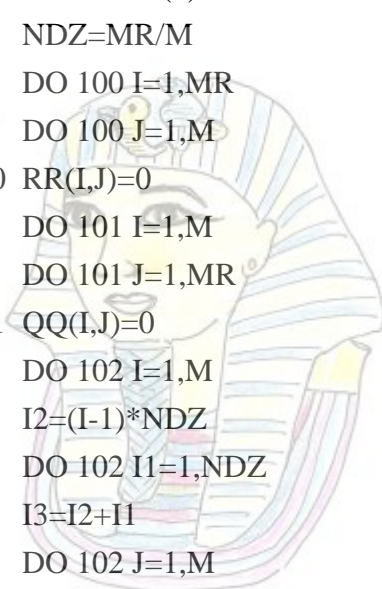 NDZ=MR/M
DO 100 I=1,MR
DO 100 J=1,M
0 RR(I,J)=0
DO 101 I=1,M
DO 101 J=1,MR
QQ(I,J)=0
DO 102 I=1,M
I2=(I-1)*NDZ
DO 102 I1=1,NDZ
I3=I2+I1
DO 102 J=1,M